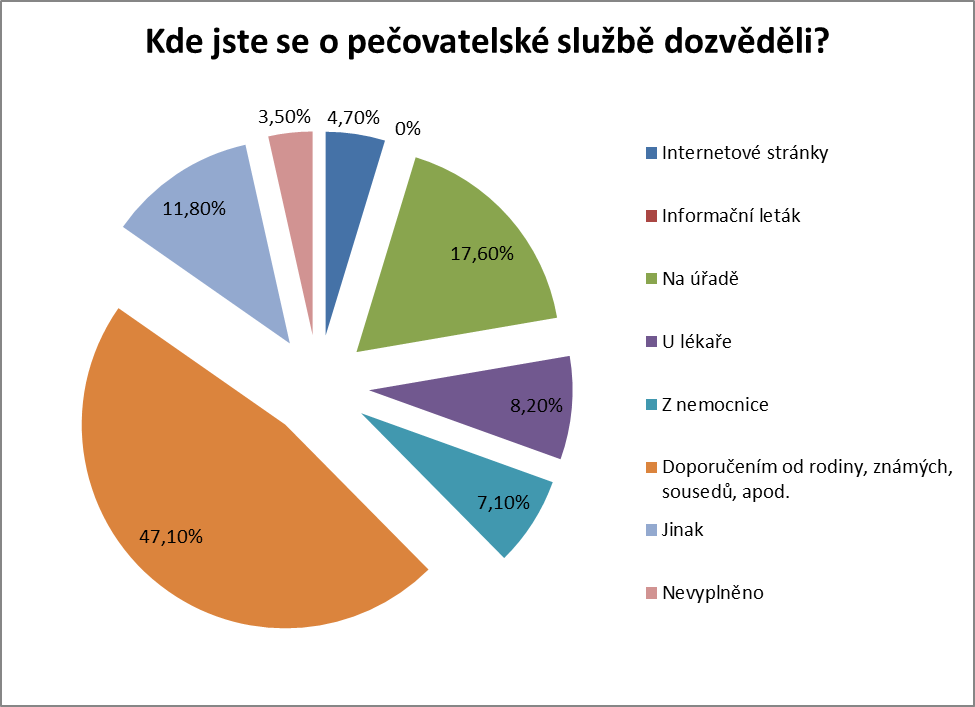 Kde jste se o pečovatelské službě dozvěděli?
3,50%
4,70%
0%
11,80%
17,60%
8,20%
7,10%
47,10%
Internetové stránky
Informační leták
Na úřadě
U lékaře
Z nemocnice
Doporučením od rodiny, známých,
sousedů, apod.
Jinak
Nevyplněno